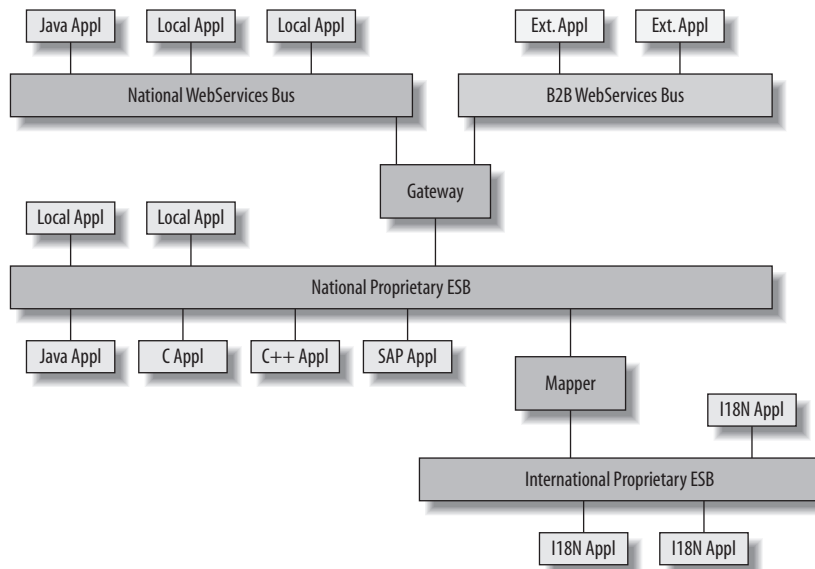 Java Appl
Local Appl
Local Appl
Ext. Appl
Ext. Appl
National WebServices Bus
B2B WebServices Bus
Gateway
Local Appl
Local Appl
National Proprietary ESB
Java Appl
C Appl
C++ Appl
SAP Appl
Mapper
I18N Appl
International Proprietary ESB
I18N Appl
I18N Appl